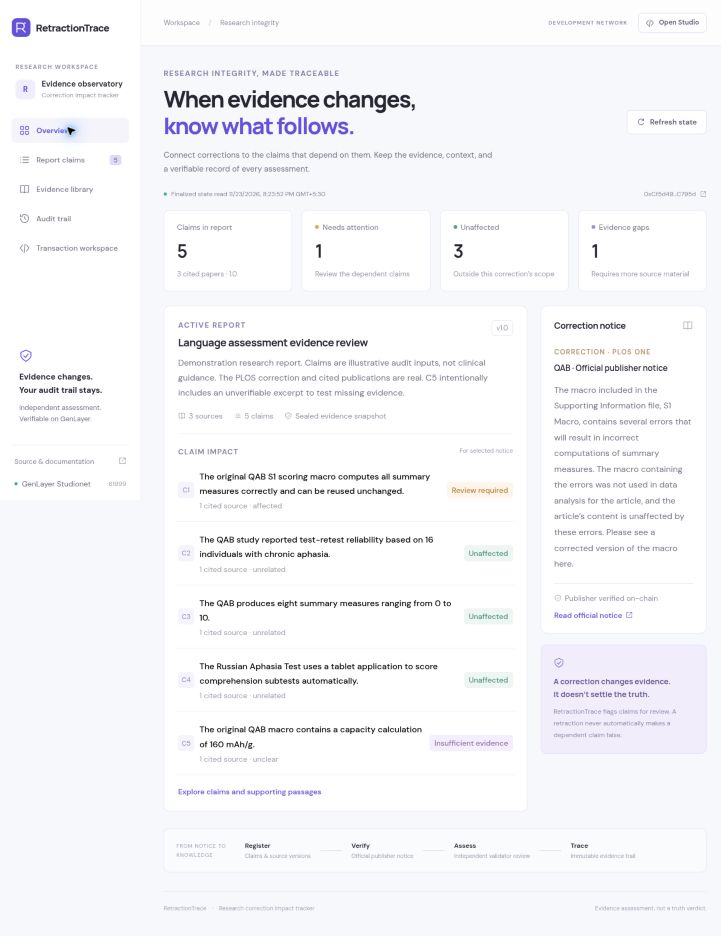 RetractionTrace
RESEARCH WORKSPACE
R
Evidence observatory
Correction impact tracker
Overview
Report claims 5
Evidence library
Audit trail
Transaction workspace
Evidence changes.
Your audit trail stays.
Independent assessment.
Verifiable on GenLayer.
Source & documentation
GenLayer Studionet 61999
Workspace / Research integrity
DEVELOPMENT NETWORK
Open Studio
RESEARCH INTEGRITY, MADE TRACEABLE
When evidence changes,
know what follows.
Refresh state
Connect corrections to the claims that depend on them. Keep the evidence, context, and
a verifiable record of every assessment.
Finalized state read 11/23/2026, 8:23:52 PM GMT+5:30
Claims in report
5
3 cited papers · 1.0
Needs attention
1
Review the dependent claims
Unaffected
3
Outside this correction's scope
Evidence gaps
1
Requires more source material
ACTIVE REPORT
v1.0
Language assessment evidence review
Demonstration research report. Claims are illustrative audit inputs, not clinical
guidance. The PLOS correction and cited publications are real. C5 intentionally
includes an unverifiable excerpt to test missing evidence.
3 sources 5 claims Sealed evidence snapshot
CLAIM IMPACT
For selected notice
C1
The original QAB S1 scoring macro computes all summary
measures correctly and can be reused unchanged.
1 cited source · affected
Review required
C2
The QAB study reported test-retest reliability based on 16
individuals with chronic aphasia.
1 cited source · unrelated
Unaffected
C3
The QAB produces eight summary measures ranging from 0 to
10.
1 cited source · unrelated
Unaffected
C4
The Russian Aphasia Test uses a tablet application to score
comprehension subtests automatically.
1 cited source · unrelated
Unaffected
C5
The original QAB macro contains a capacity calculation
of 160 mAh/g.
1 cited source · unclear
Insufficient evidence
Explore claims and supporting passages
Correction notice
CORRECTION · PLOS ONE
QAB · Official publisher notice
The macro included in the
Supporting Information file, S1
Macro, contains several errors that
will result in incorrect
computations of summary
measures. The macro containing
the errors was not used in data
analysis for the article, and the
article's content is unaffected by
these errors. Please see a
corrected version of the macro
here.
Publisher verified on-chain
Read official notice
A correction changes evidence.
It doesn't settle the truth.
RetractionTrace flags claims for review. A
retraction never automatically makes a
dependent claim false.
FROM NOTICE TO
KNOWLEDGE
Register
Claims & source versions
Verify
Official publisher notice
Assess
Independent validator review
Trace
Immutable evidence trail
RetractionTrace · Research correction impact tracker
Evidence assessment, not a truth verdict.